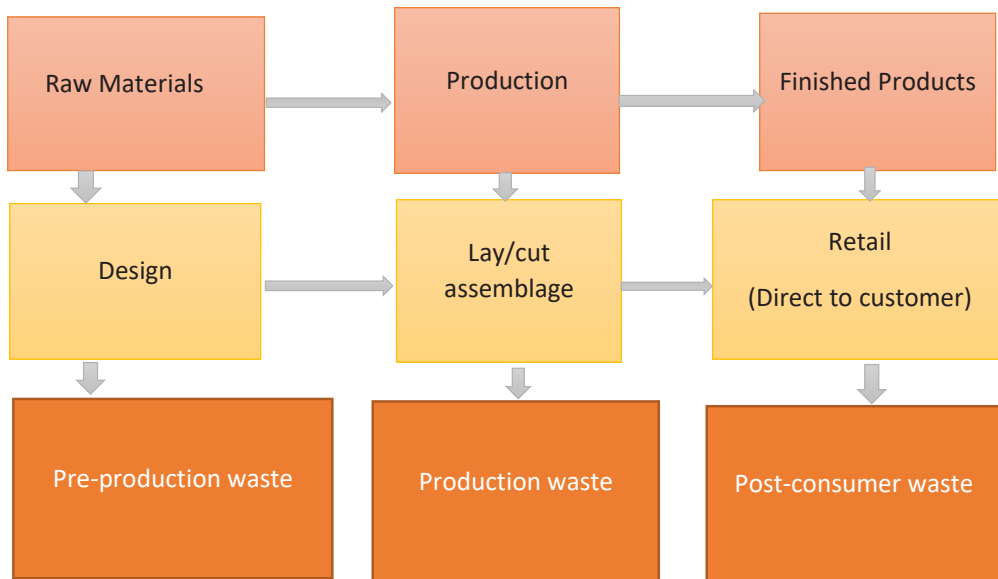 Raw Materials
Production
Finished Products
Design
Lay/cut
assemblage
Retail
(Direct to customer)
Pre-production waste
Production waste
Post-consumer waste